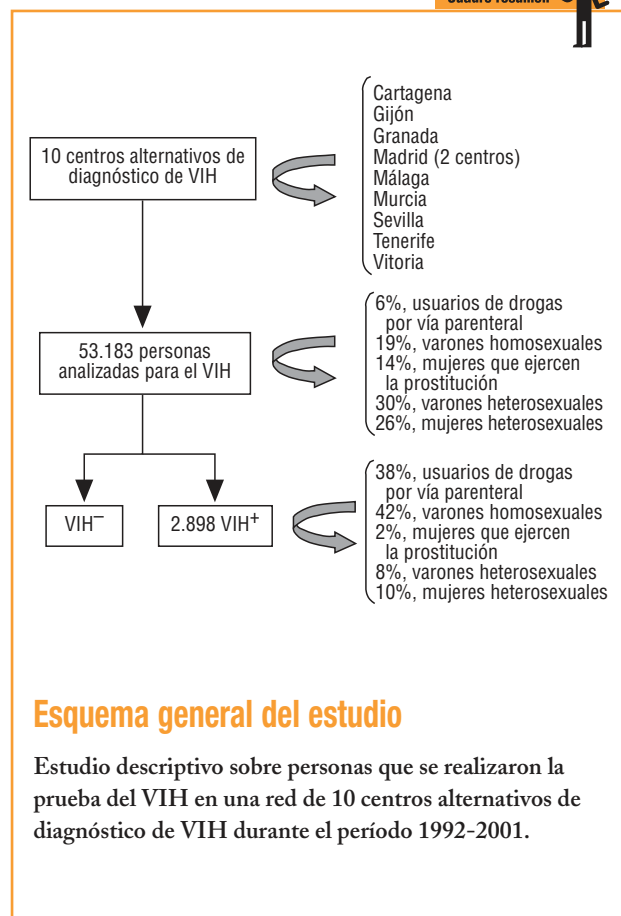 Cuadro resumen
10 centros alternativos de
diagnóstico de VIH
Cartagena
Gijón
Granada
Madrid (2 centros)
Málaga
Murcia
Sevilla
Tenerife
Vitoria
53.183 personas
analizadas para el VIH
6%, usuarios de drogas
por vía parenteral
19%, varones homosexuales
14%, mujeres que ejercen
la prostitución
30%, varones heterosexuales
26%, mujeres heterosexuales
VIH–
2.898 VIH+
38%, usuarios de drogas
por vía parenteral
42%, varones homosexuales
2%, mujeres que ejercen
la prostitución
8%, varones heterosexuales
10%, mujeres heterosexuales
Esquema general del estudio
Estudio descriptivo sobre personas que se realizaron la
prueba del VIH en una red de 10 centros alternativos de
diagnóstico de VIH durante el período 1992-2001.